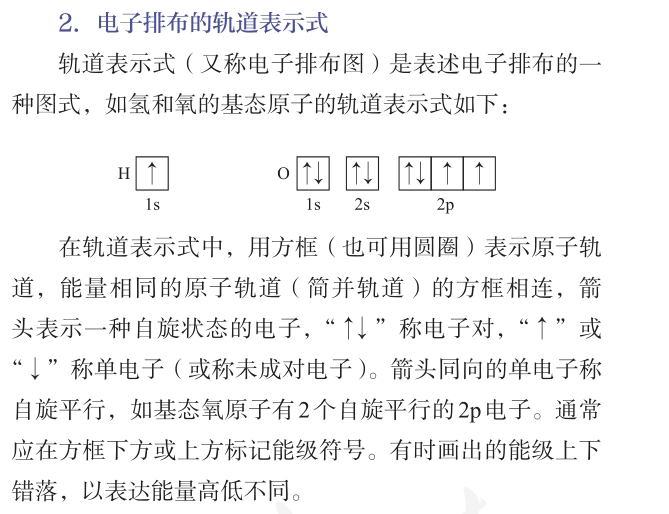 2. 电子排布的轨道表示式
轨道表示式（又称电子排布图）是表述电子排布的一
种图式，如氢和氧的基态原子的轨道表示式如下：
H ↑ O ↑↓ ↑↓ ↑↓ ↑ ↑
1s 1s 2s 2p
在轨道表示式中，用方框（也可用圆圈）表示原子轨
道，能量相同的原子轨道（简并轨道）的方框相连，箭
头表示一种自旋状态的电子，“↑↓”称电子对，“↑”或
“↓”称单电子（或称未成对电子）。箭头同向的单电子称
自旋平行，如基态氧原子有2个自旋平行的2p电子。通常
应在方框下方或上方标记能级符号。有时画出的能级上下
错落，以表达能量高低不同。